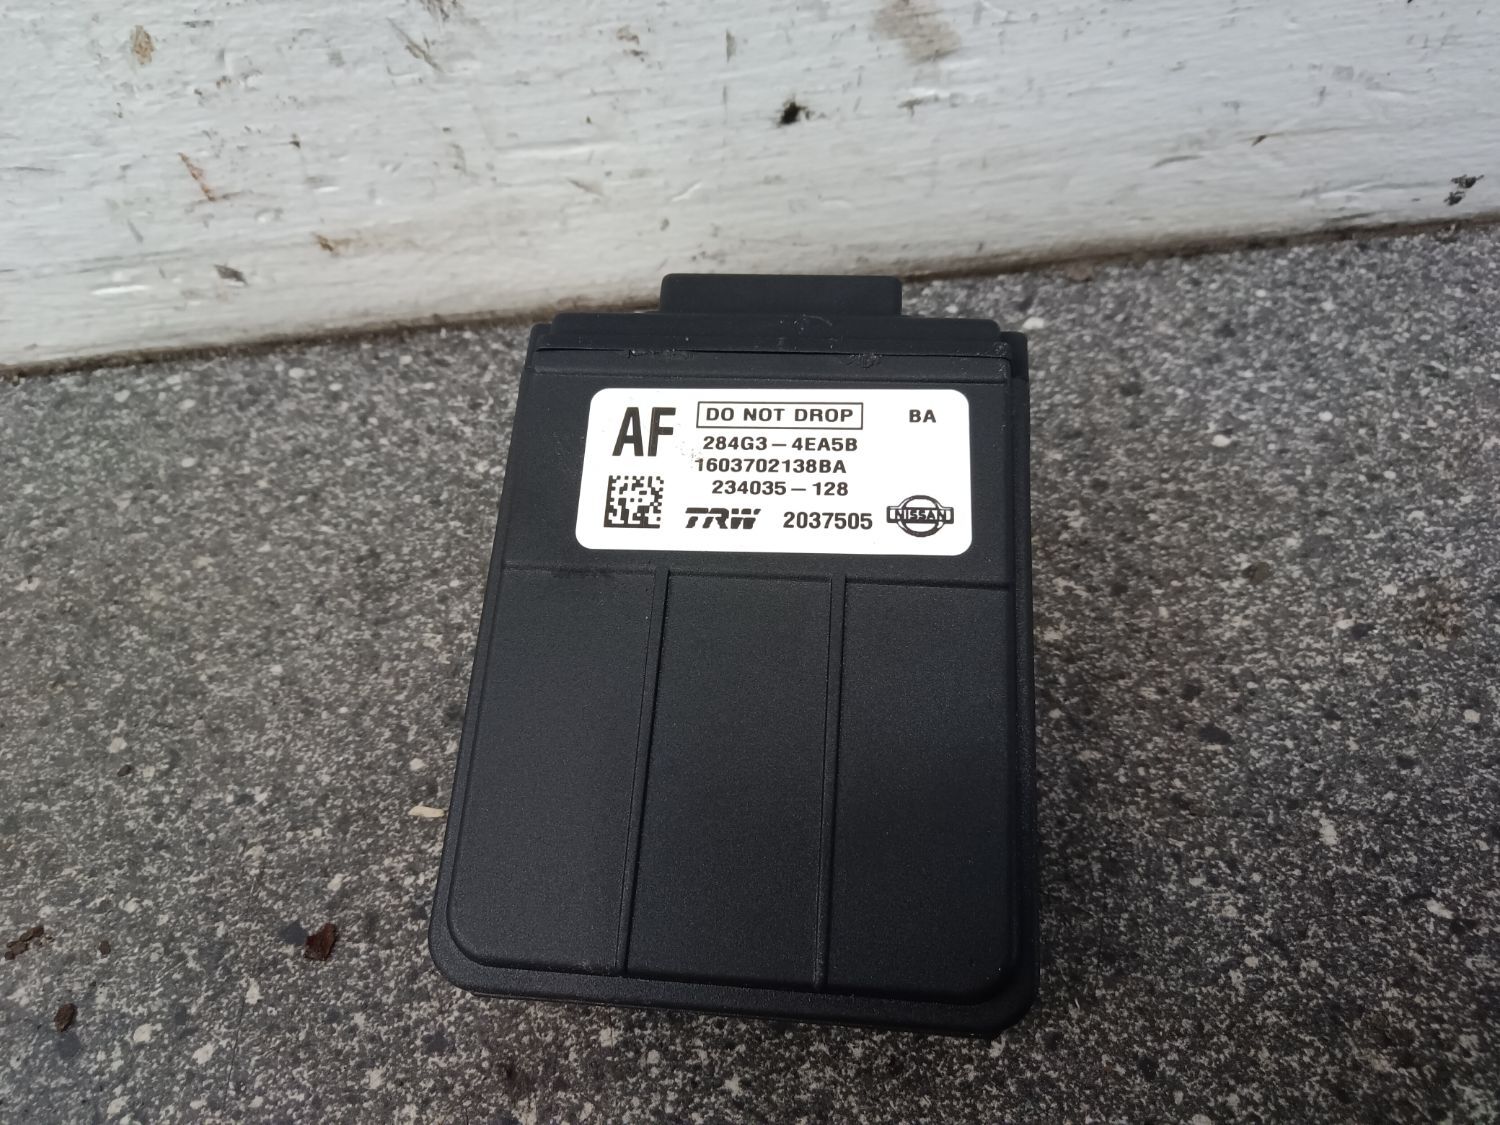 AF
DO NOT DROP
BA
284G3-4EA5B
1603702138BA
234035-128
TRW 2037505 NISSAN